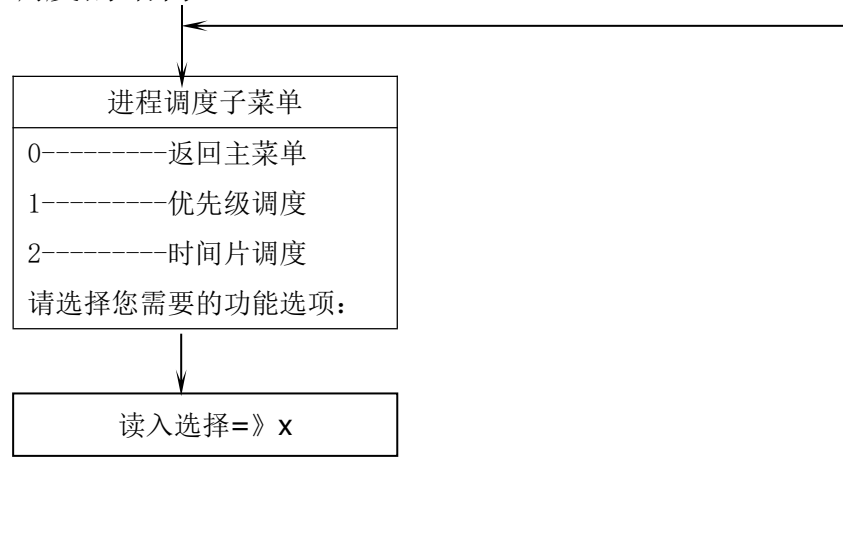 进程调度子菜单
0---------返回主菜单
1---------优先级调度
2---------时间片调度
请选择您需要的功能选项：
读入选择=》x